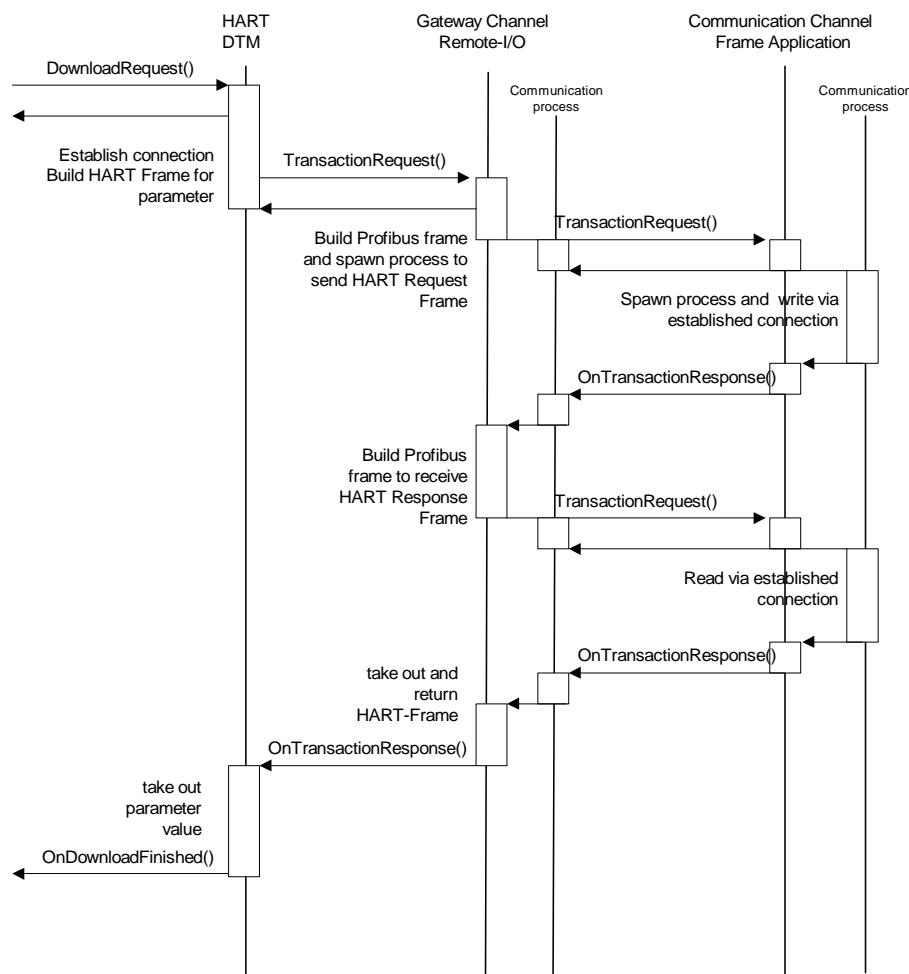 HART
DTM
Gateway Channel
Remote-I/O
Communication Channel
Frame Application
DownloadRequest()
Communication
process
Communication
process
Establish connection
Build HART Frame for
parameter
TransactionRequest()
TransactionRequest()
Build Profibus frame
and spawn process to
send HART Request
Frame
Spawn process and write via
established connection
OnTransactionResponse()
Build Profibus
frame to receive
HART Response
Frame
TransactionRequest()
Read via established
connection
OnTransactionResponse()
take out and
return
HART-Frame
OnTransactionResponse()
take out
parameter
value
OnDownloadFinished()